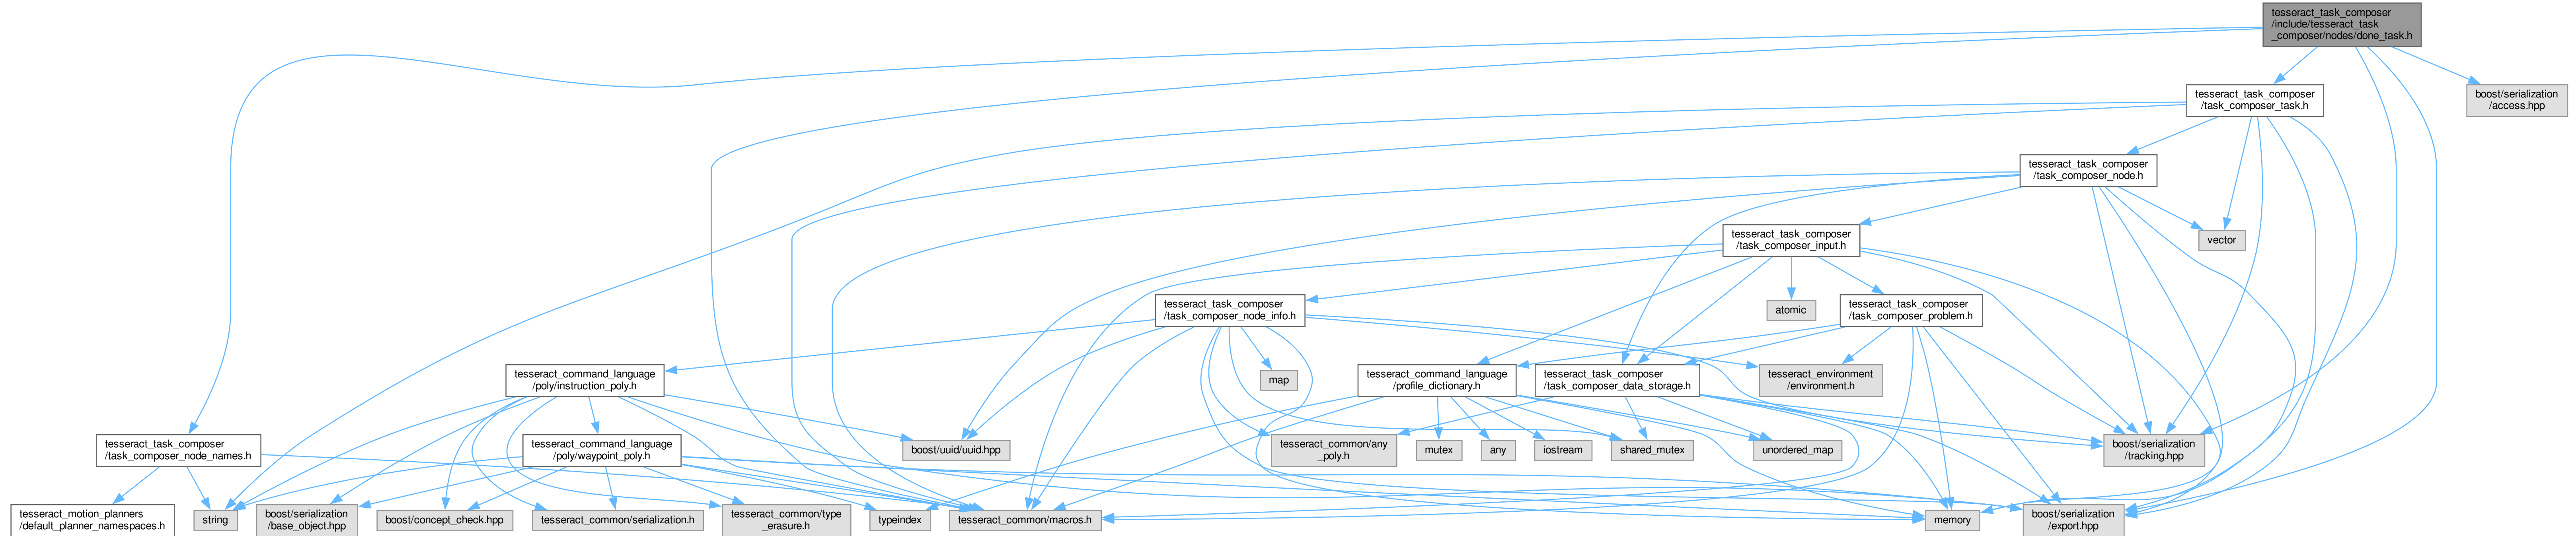 tesseract_task_composer
/include/tesseract_task
_composer/nodes/done_task.h
tesseract_task_composer
/task_composer_task.h
boost/serialization
/access.hpp
tesseract_task_composer
/task_composer_node.h
tesseract_task_composer
/task_composer_input.h
vector
tesseract_task_composer
/task_composer_node_info.h
atomic
tesseract_task_composer
/task_composer_problem.h
tesseract_command_language
/poly/instruction_poly.h
map
tesseract_command_language
/profile_dictionary.h
tesseract_task_composer
/task_composer_data_storage.h
tesseract_environment
/environment.h
tesseract_task_composer
/task_composer_node_names.h
tesseract_command_language
/poly/waypoint_poly.h
boost/uuid/uuid.hpp
tesseract_common/any
_poly.h
mutex
any
iostream
shared_mutex
unordered_map
boost/serialization
/tracking.hpp
tesseract_motion_planners
/default_planner_namespaces.h
string
boost/serialization
/base_object.hpp
boost/concept_check.hpp
tesseract_common/serialization.h
tesseract_common/type
_erasure.h
typeindex
tesseract_common/macros.h
memory
boost/serialization
/export.hpp